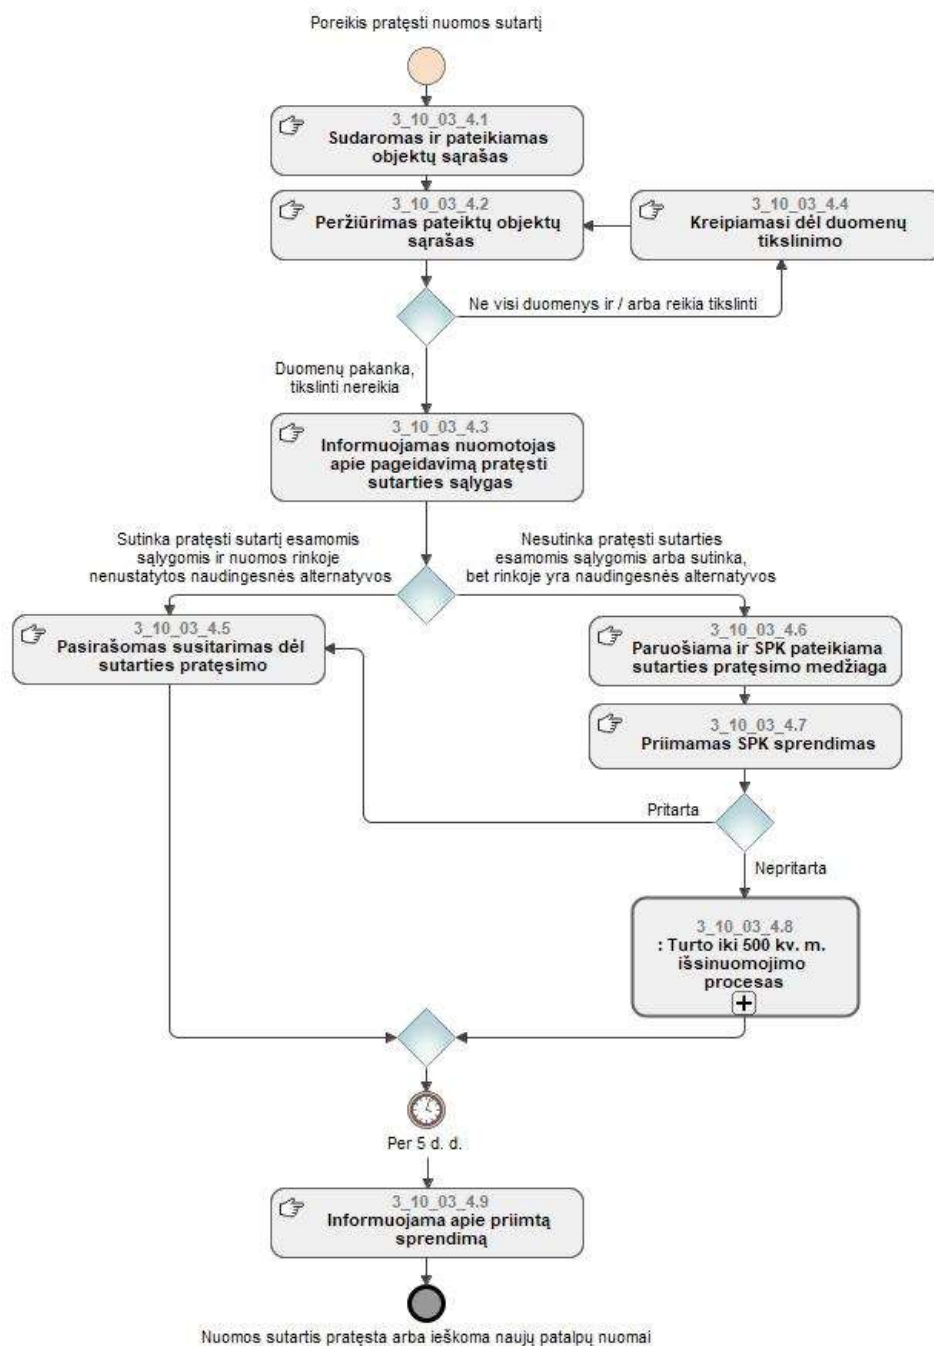 Poreikis pratęsti nuomos sutartį
3_10_03_4.1
Sudaromas ir pateikiamas
objektų sąrašas
3_10_03_4.2
Peržiūrimas pateiktų objektų
sąrašas
3_10_03_4.4
Kreipiamasi dėl duomenų
tikslinimo
Ne visi duomenys ir / arba reikia tikslinti
Duomenų pakanka,
tikslinti nereikia
3_10_03_4.3
Informuojamas nuomotojas
apie pageidavimą pratęsti
sutarties sąlygas
Sutinka pratęsti sutartį esamomis
sąlygomis ir nuomos rinkoje
nenustatytos naudingesnės alternatyvos
Nesutinka pratęsti sutarties
esamomis sąlygomis arba sutinka,
bet rinkoje yra naudingesnės alternatyvos
3_10_03_4.5
Pasirašomas susitarimas dėl
sutarties pratęsimo
3_10_03_4.6
Paruošiama ir SPK pateikiama
sutarties pratęsimo medžiaga
3_10_03_4.7
Priimamas SPK sprendimas
Pritarta
Nepritarta
3_10_03_4.8
: Turto iki 500 kv. m.
išsinuomojimo
procesas
Per 5 d. d.
3_10_03_4.9
Informuojama apie priimtą
sprendimą
Nuomos sutartis pratęsta arba ieškoma naujų patalpų nuomai